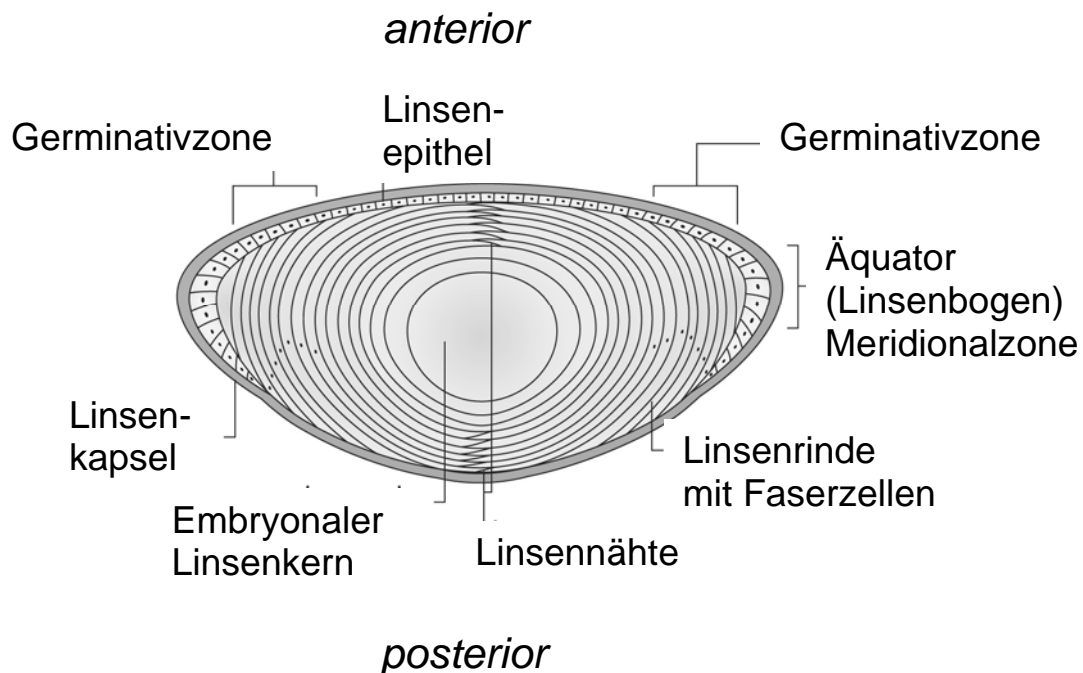 anterior
Germinativzone
Linsen-
epithel
Germinativzone
Äquator
(Linsenbogen)
Meridionalzone
Linsen-
kapsel
Linsenrinde
mit Faserzellen
Embryonaler
Linsenkern
Linsennähte
posterior